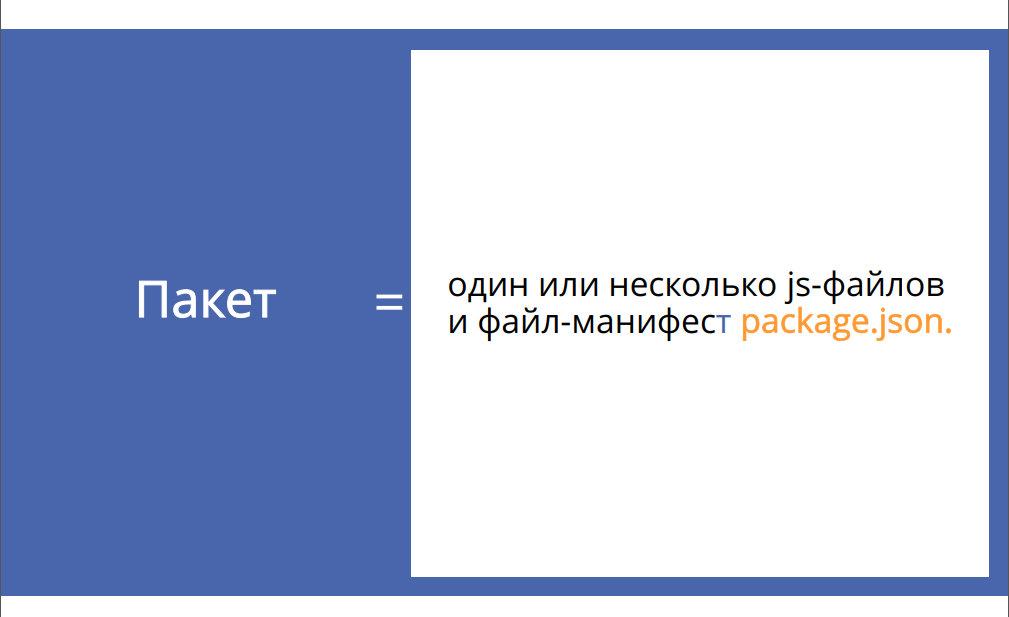 Пакет =
один или несколько js-файлов
и файл-манифест package.json.